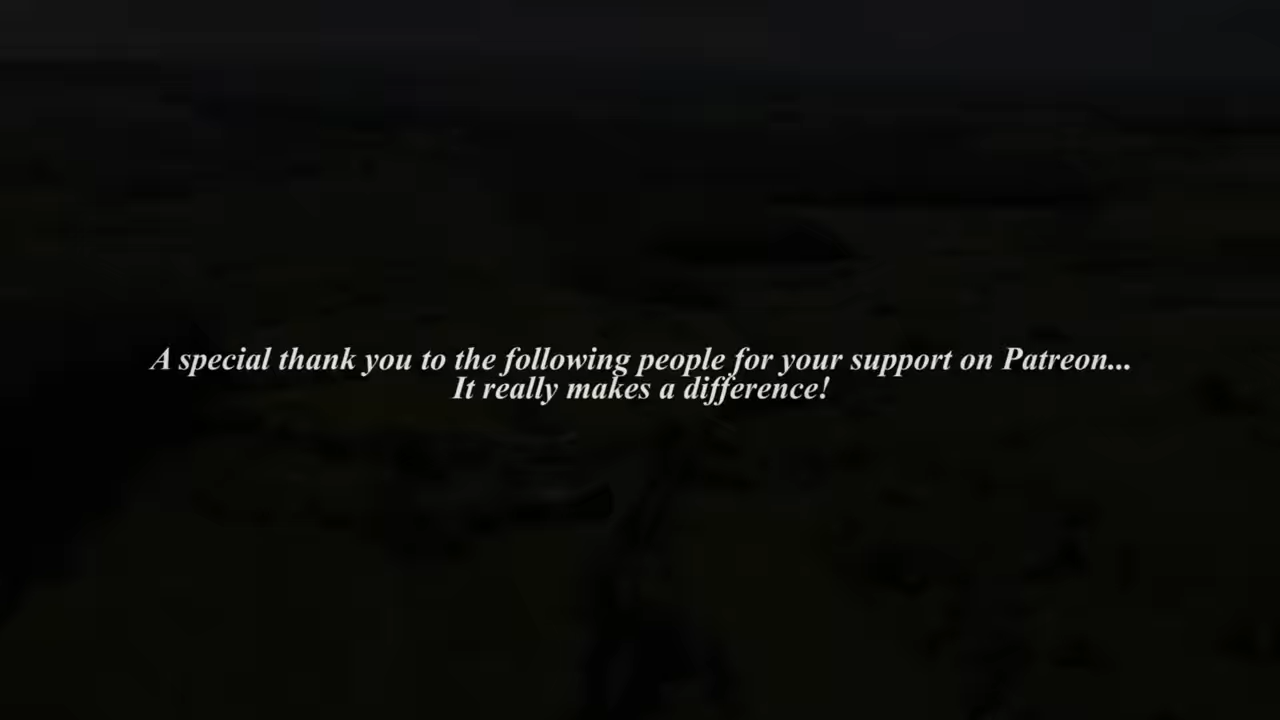 A special thank you to the following people for your support on Patreon...
It really makes a difference!